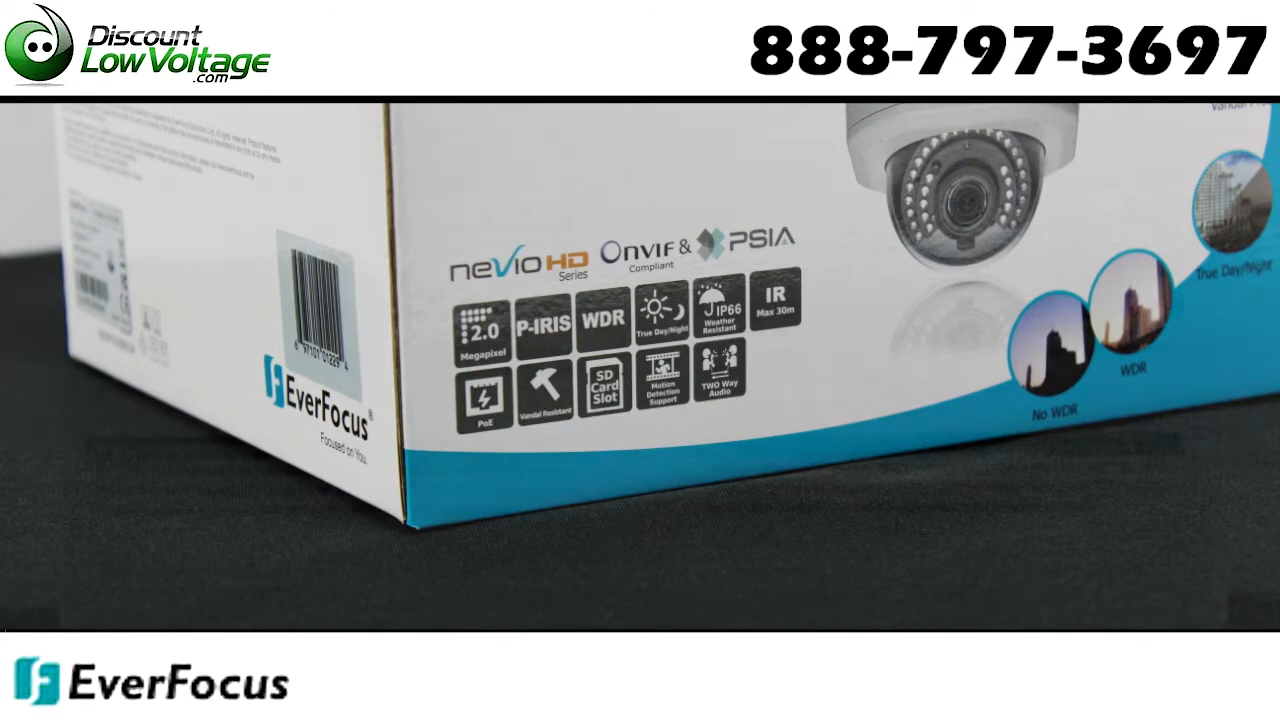 Discount
LowVoltage
.com
888-797-3697
True Day/Night
WDR
No WDR
nevio HD
Series
ONVIF &
Compliant
PSIA
2.0
Megapixel
P-IRIS
WDR
True Day/Night
IP66
Weather
Resistant
IR
Max 30m
PoE
Vandal Resistant
SD
Card
Slot
Motion
Detection
Support
TWO Way
Audio
EverFocus®
Focused on You.
EverFocus